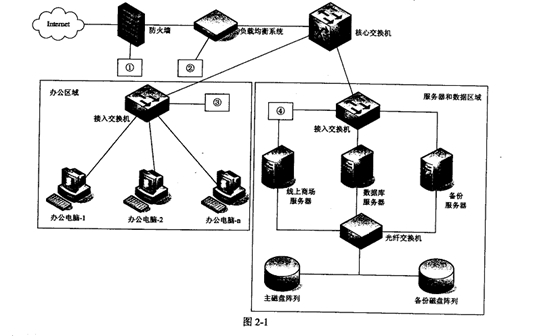 Internet
防火墙
负载均衡系统
核心交换机
①
②
办公区域
③
接入交换机
办公电脑-1
办公电脑-2
办公电脑-n
服务器和数据区域
④
接入交换机
线上商场
服务器
数据库
服务器
备份
服务器
光纤交换机
主磁盘阵列
备份磁盘阵列
图 2-1